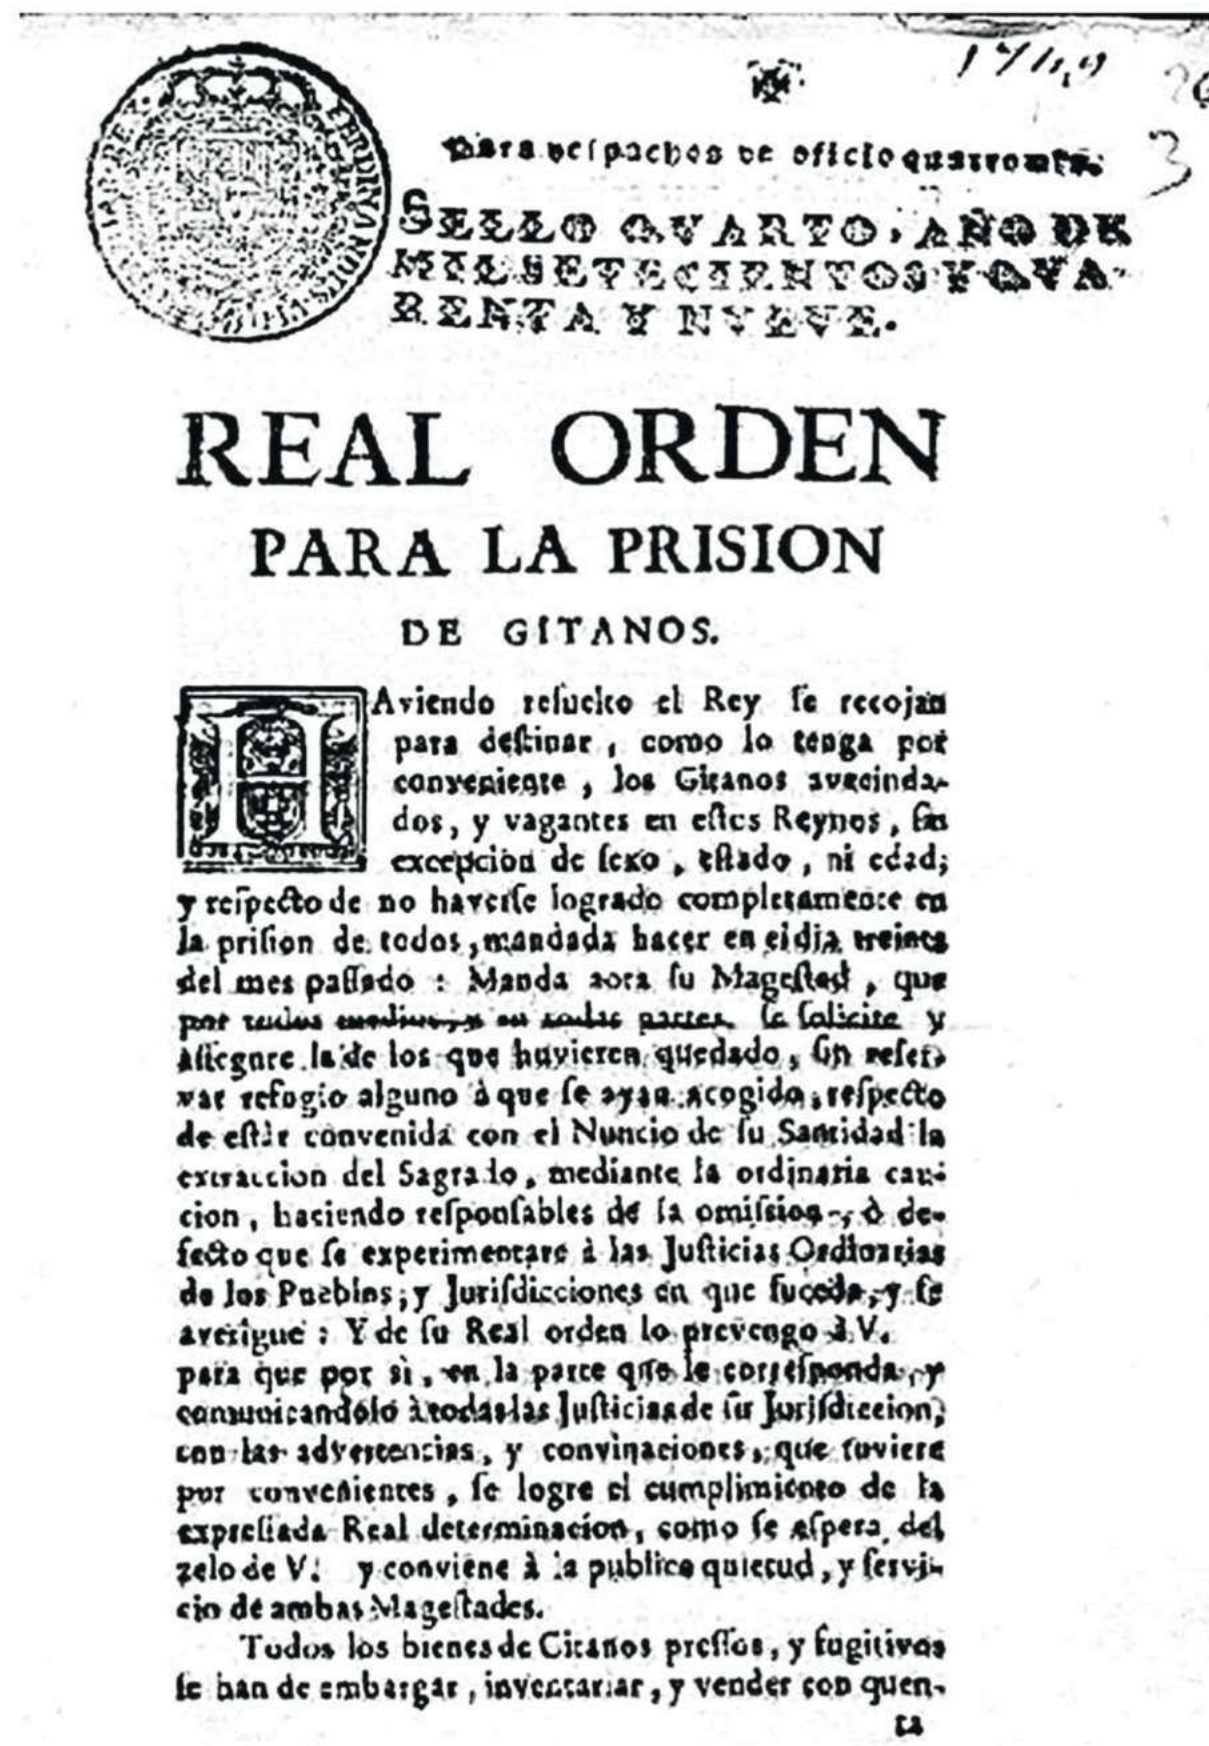 1749
3
Para despachos de oficio quatro mrs.
SELLO QVARTO, AÑO DE
MIL SETECIENTOS Y QVA-
RENTA Y NVEVE.
REAL ORDEN
PARA LA PRISION
DE GITANOS.
HAviendo resuelto el Rey se recojan
para destinar, como lo tenga por
conveniente, los Gitanos avecinda-
dos, y vagantes en estos Reynos, sin
excepcion de sexo, estado, ni edad;
y respecto de no haverse logrado completamente en
la prision de todos, mandada hacer en el dia treinta
del mes passado : Manda aora su Magestad, que
por todos medios, y en todas partes, se solicite y
assegure la de los que huvieren quedado, sin reser-
var refugio alguno à que se ayan acogido, respecto
de estàr convenida con el Nuncio de su Santidad la
extraccion del Sagrado, mediante la ordinaria cau-
cion, haciendo responsables de la omission, ò de-
fecto que se experimentare à las Justicias Ordinarias
de los Pueblos, y Jurisdicciones en que suceda, y se
averigue : Y de su Real orden lo prevengo à V.
para que por sì, en la parte que le corresponda, y
comunicandolo à todas las Justicias de su Jurisdiccion,
con las advertencias, y convinaciones, que tuviere
por convenientes, se logre el cumplimiento de la
expressada Real determinacion, como se espera del
zelo de V. y conviene à la publica quietud, y servi-
cio de ambas Magestades.
Todos los bienes de Gitanos pressos, y fugitivos
se han de embargar, inventariar, y vender con quen-
ta